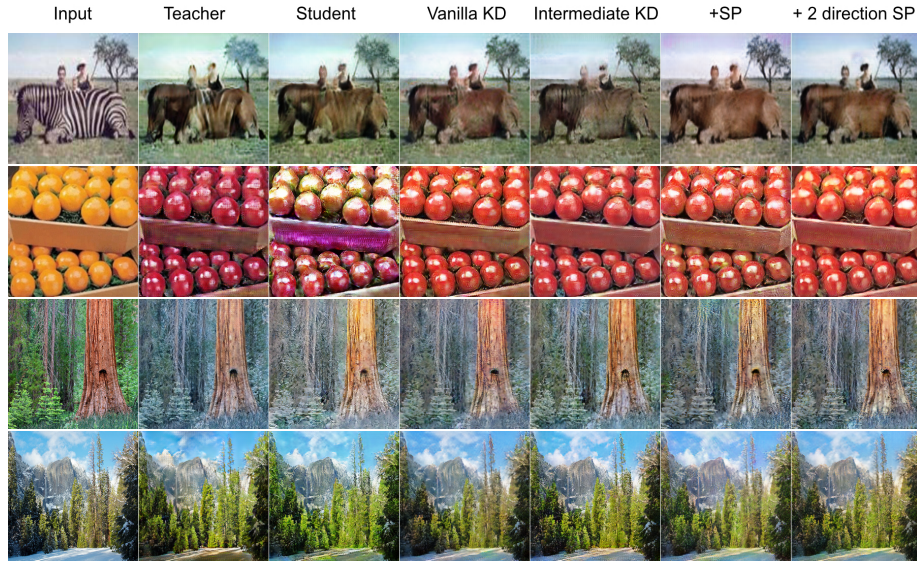 Input Teacher Student Vanilla KD Intermediate KD +SP + 2 direction SP